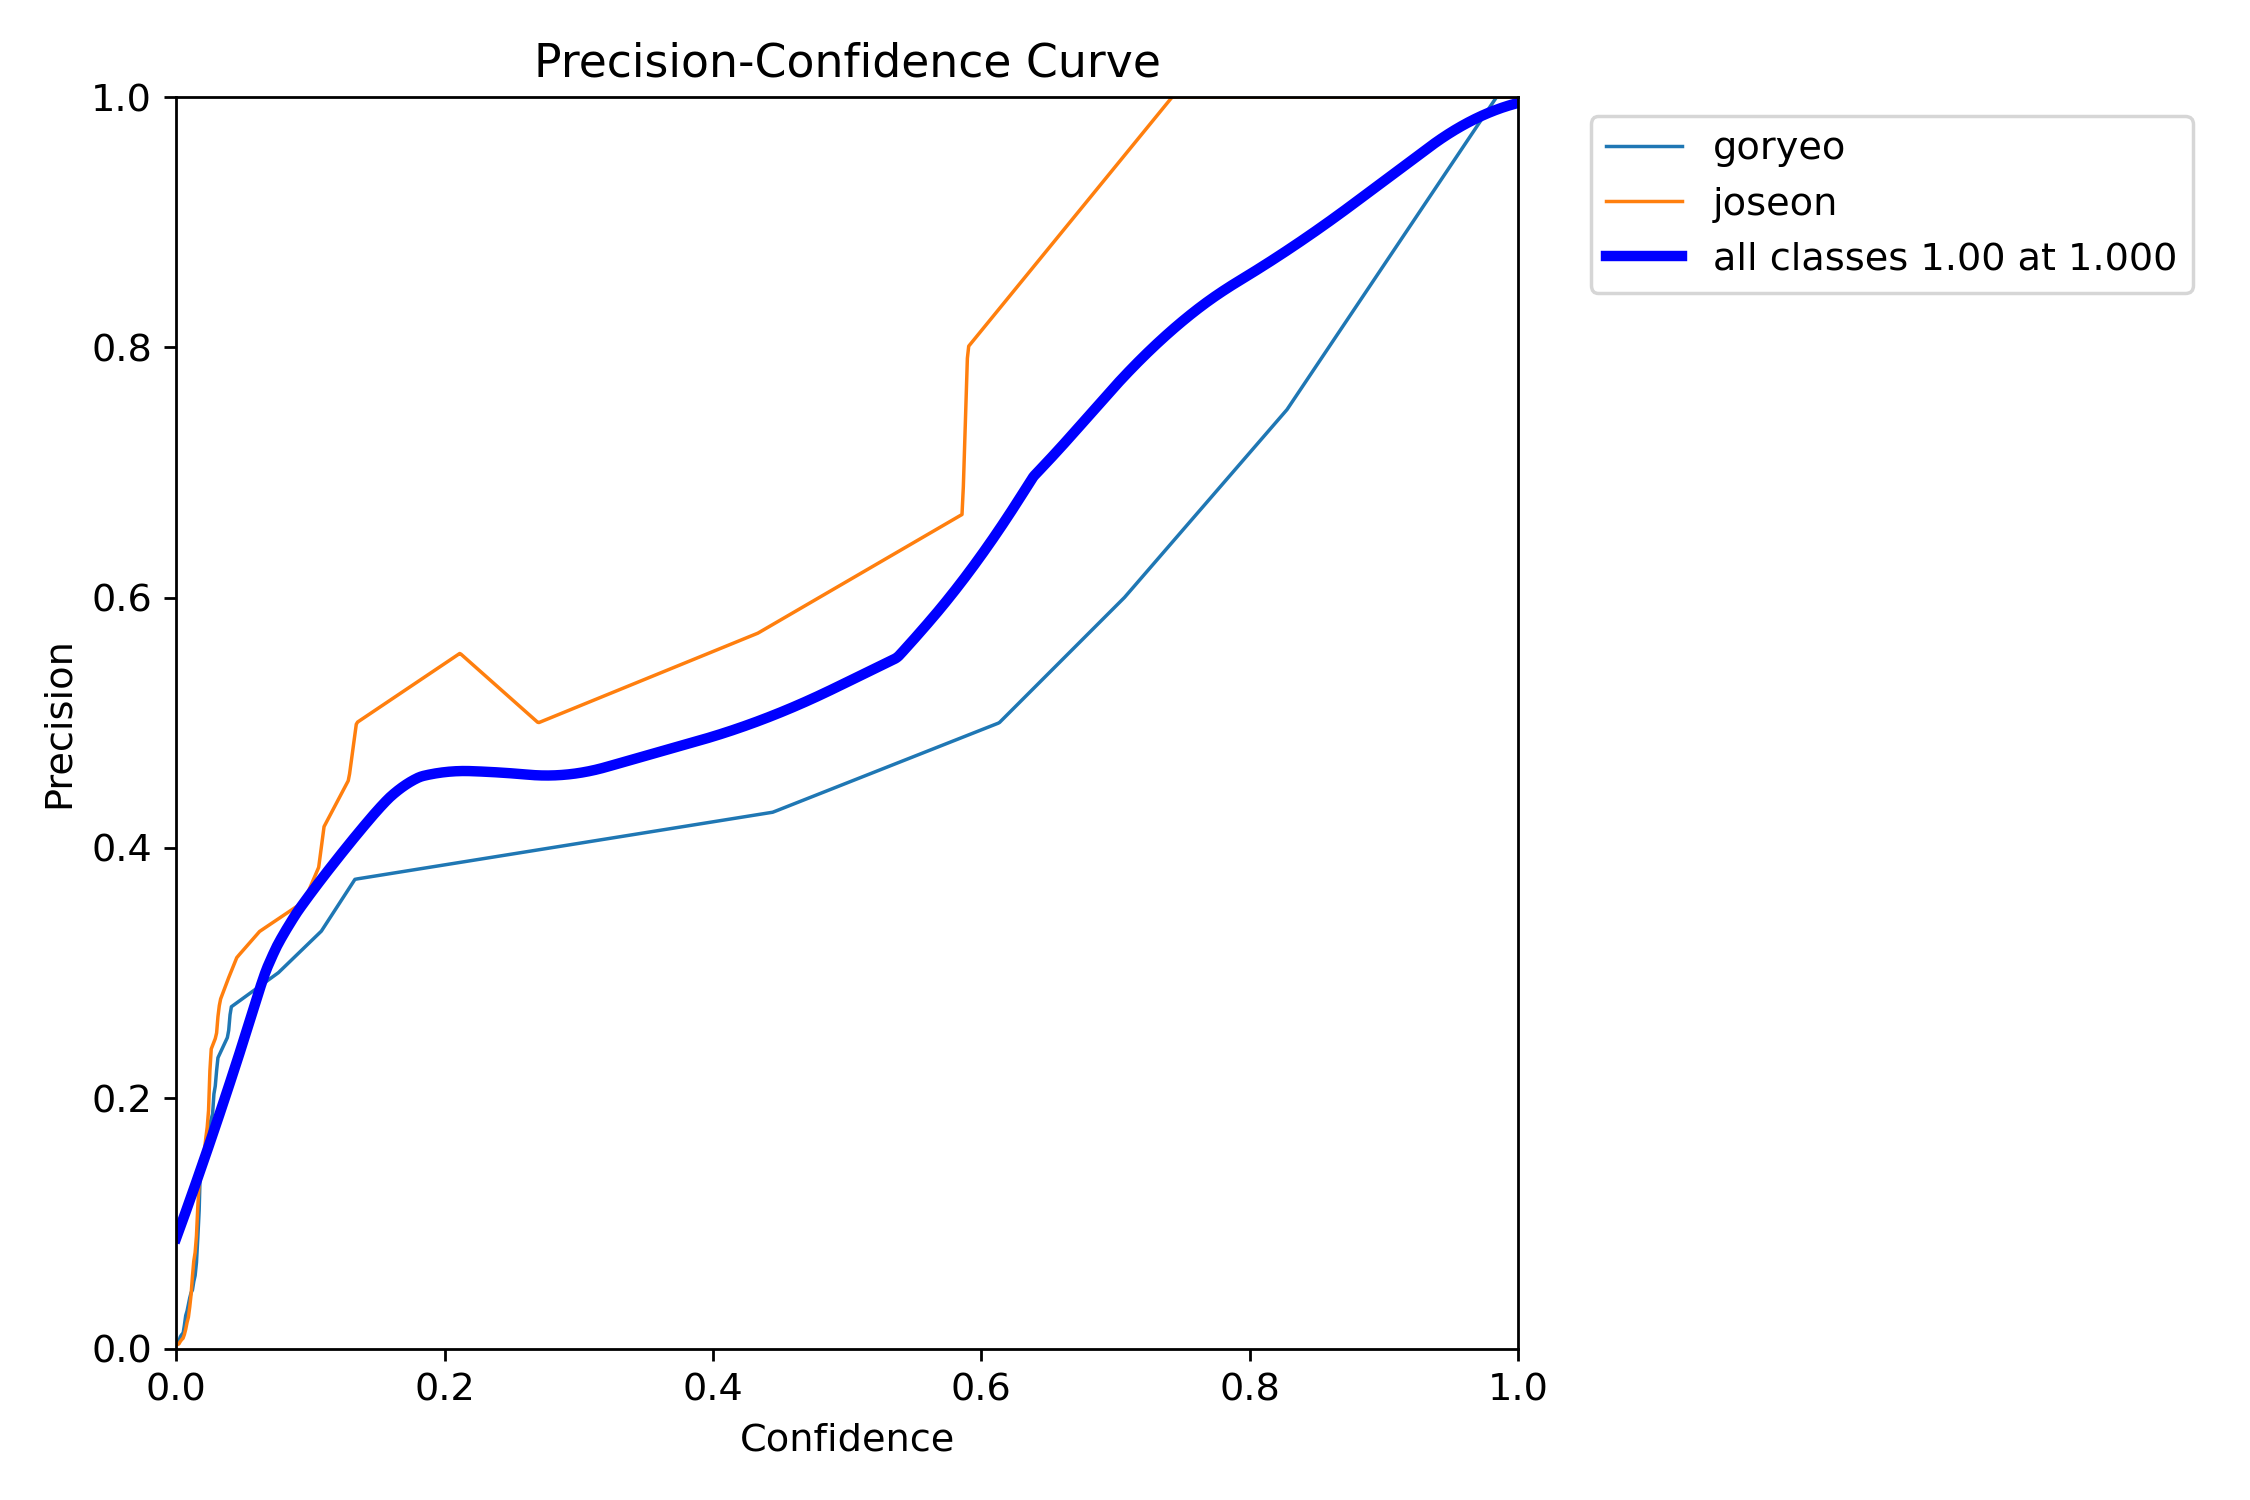 Precision-Confidence Curve
1.0
0.8
0.6
0.4
0.2
0.0
Precision
0.0 0.2 0.4 0.6 0.8 1.0
Confidence
goryeo
joseon
all classes 1.00 at 1.000